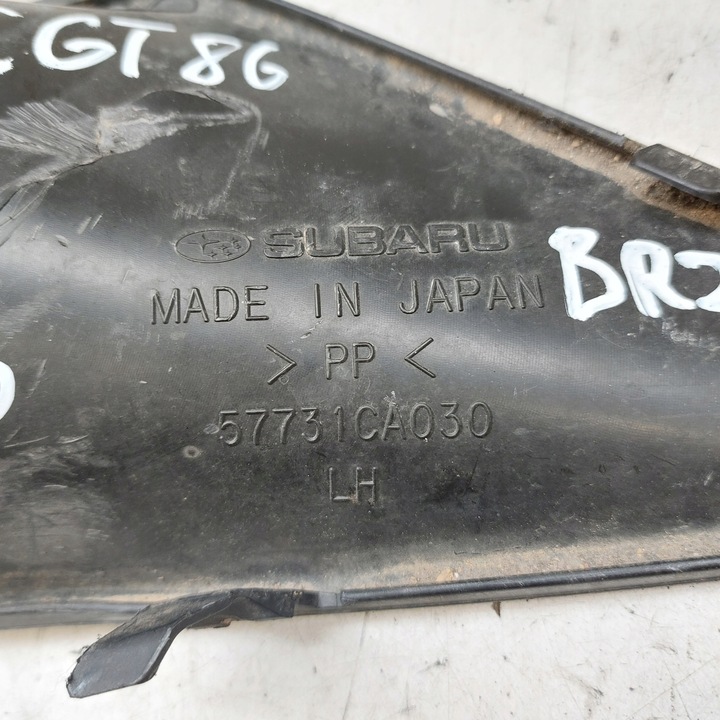 GT86
SUBARU
MADE IN JAPAN
BRZ
> PP <
57731CA030
LH